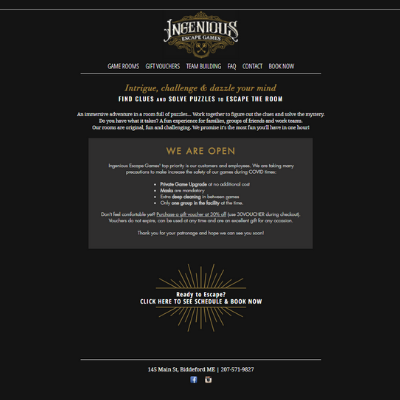 INGENIOUS
ESCAPE GAMES
GAME ROOMS GIFT VOUCHERS TEAM BUILDING FAQ CONTACT BOOK NOW
Intrigue, challenge & dazzle your mind
FIND CLUES AND SOLVE PUZZLES TO ESCAPE THE ROOM
An immersive adventure in a room full of puzzles... Work together to figure out the clues and solve the mystery.
Do you have what it takes? A fun experience for families, groups of friends and work teams.
Our rooms are original, fun and challenging. We promise it's the most fun you'll have in one hour!
WE ARE OPEN
Ingenious Escape Games' top priority is our customers and employees. We are taking many
precautions to make increase the safety of our games during COVID times:
• Private Game Upgrade at no additional cost
• Masks are mandatory
• Extra deep cleaning in between games
• Only one group in the facility at the time.
Don't feel comfortable yet? Purchase a gift voucher at 20% off (use 20VOUCHER during checkout).
Vouchers do not expire, can be used at any time and are an excellent gift for any occasion.
Thank you for your patronage and hope we can see you soon!
Ready to Escape?
CLICK HERE TO SEE SCHEDULE & BOOK NOW
145 Main St, Biddeford ME | 207-571-9827